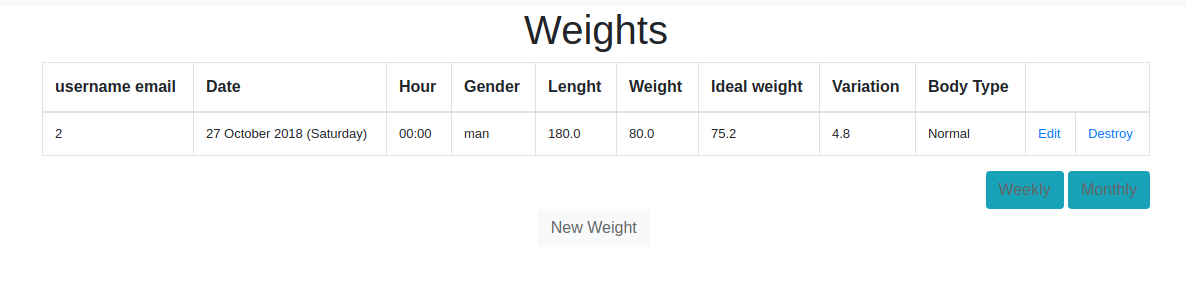 Weights
username email Date Hour Gender Lenght Weight Ideal weight Variation Body Type
2 27 October 2018 (Saturday) 00:00 man 180.0 80.0 75.2 4.8 Normal Edit Destroy
Weekly Monthly
New Weight